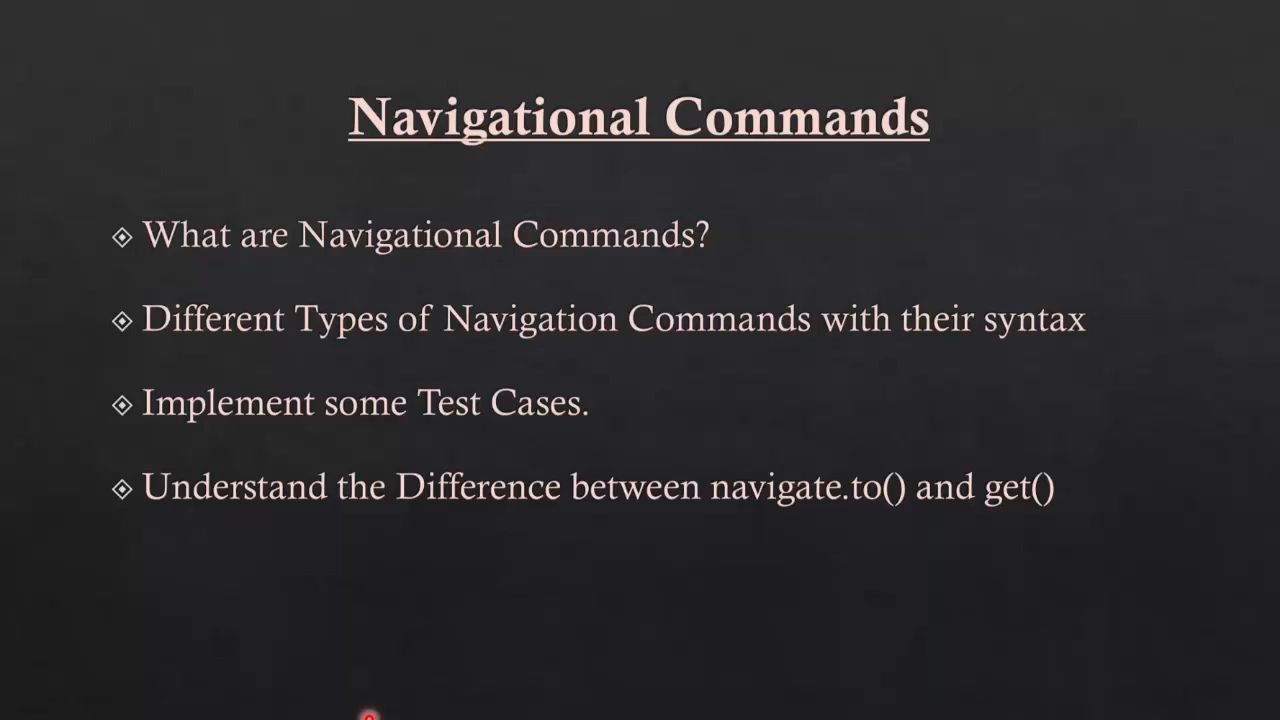 Navigational Commands
What are Navigational Commands?
Different Types of Navigation Commands with their syntax
Implement some Test Cases.
Understand the Difference between navigate.to() and get()